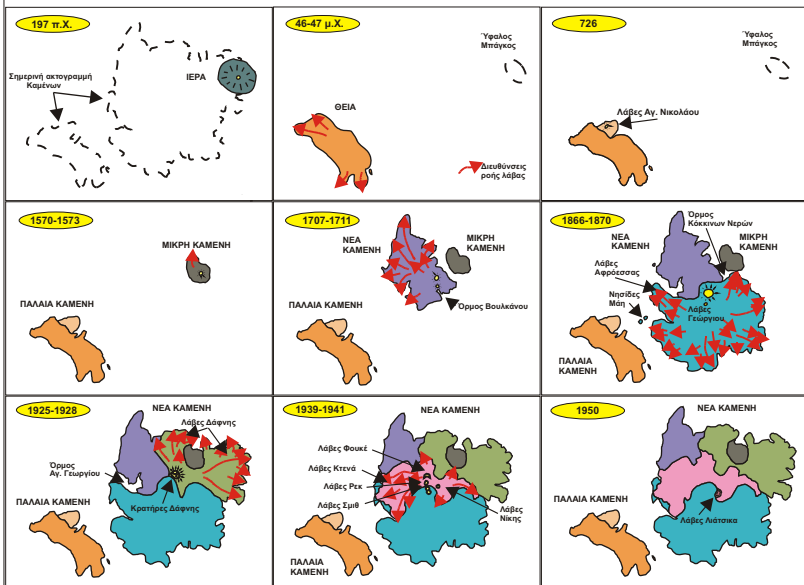 197 π.Χ.
Σημερινή ακτογραμμή
Καμένων
ΙΕΡΑ
46-47 μ.Χ.
Ύφαλος
Μπάγκος
ΘΕΙΑ
Διευθύνσεις
ροής λάβας
726
Ύφαλος
Μπάγκος
Λάβες Αγ. Νικολάου
1570-1573
ΜΙΚΡΗ ΚΑΜΕΝΗ
ΠΑΛΑΙΑ ΚΑΜΕΝΗ
1707-1711
ΝΕΑ
ΚΑΜΕΝΗ
ΜΙΚΡΗ
ΚΑΜΕΝΗ
Όρμος Βουλκάνου
ΠΑΛΑΙΑ ΚΑΜΕΝΗ
1866-1870
Όρμος
Κόκκινων Νερών
ΝΕΑ
ΚΑΜΕΝΗ
ΜΙΚΡΗ
ΚΑΜΕΝΗ
Λάβες
Αφρόεσσας
Νησίδες
Μάη
Λάβες
Γεώργιου
ΠΑΛΑΙΑ
ΚΑΜΕΝΗ
1925-1928
ΝΕΑ ΚΑΜΕΝΗ
Λάβες Δάφνης
Όρμος
Αγ. Γεωργίου
ΠΑΛΑΙΑ ΚΑΜΕΝΗ
Κρατήρες Δάφνης
1939-1941
ΝΕΑ ΚΑΜΕΝΗ
Λάβες Φουκέ
Λάβες Κτενά
Λάβες Ρεκ
Λάβες Σμιθ
Λάβες
Νίκης
ΠΑΛΑΙΑ
ΚΑΜΕΝΗ
1950
ΝΕΑ ΚΑΜΕΝΗ
ΠΑΛΑΙΑ ΚΑΜΕΝΗ
Λάβες Λιάτσικα